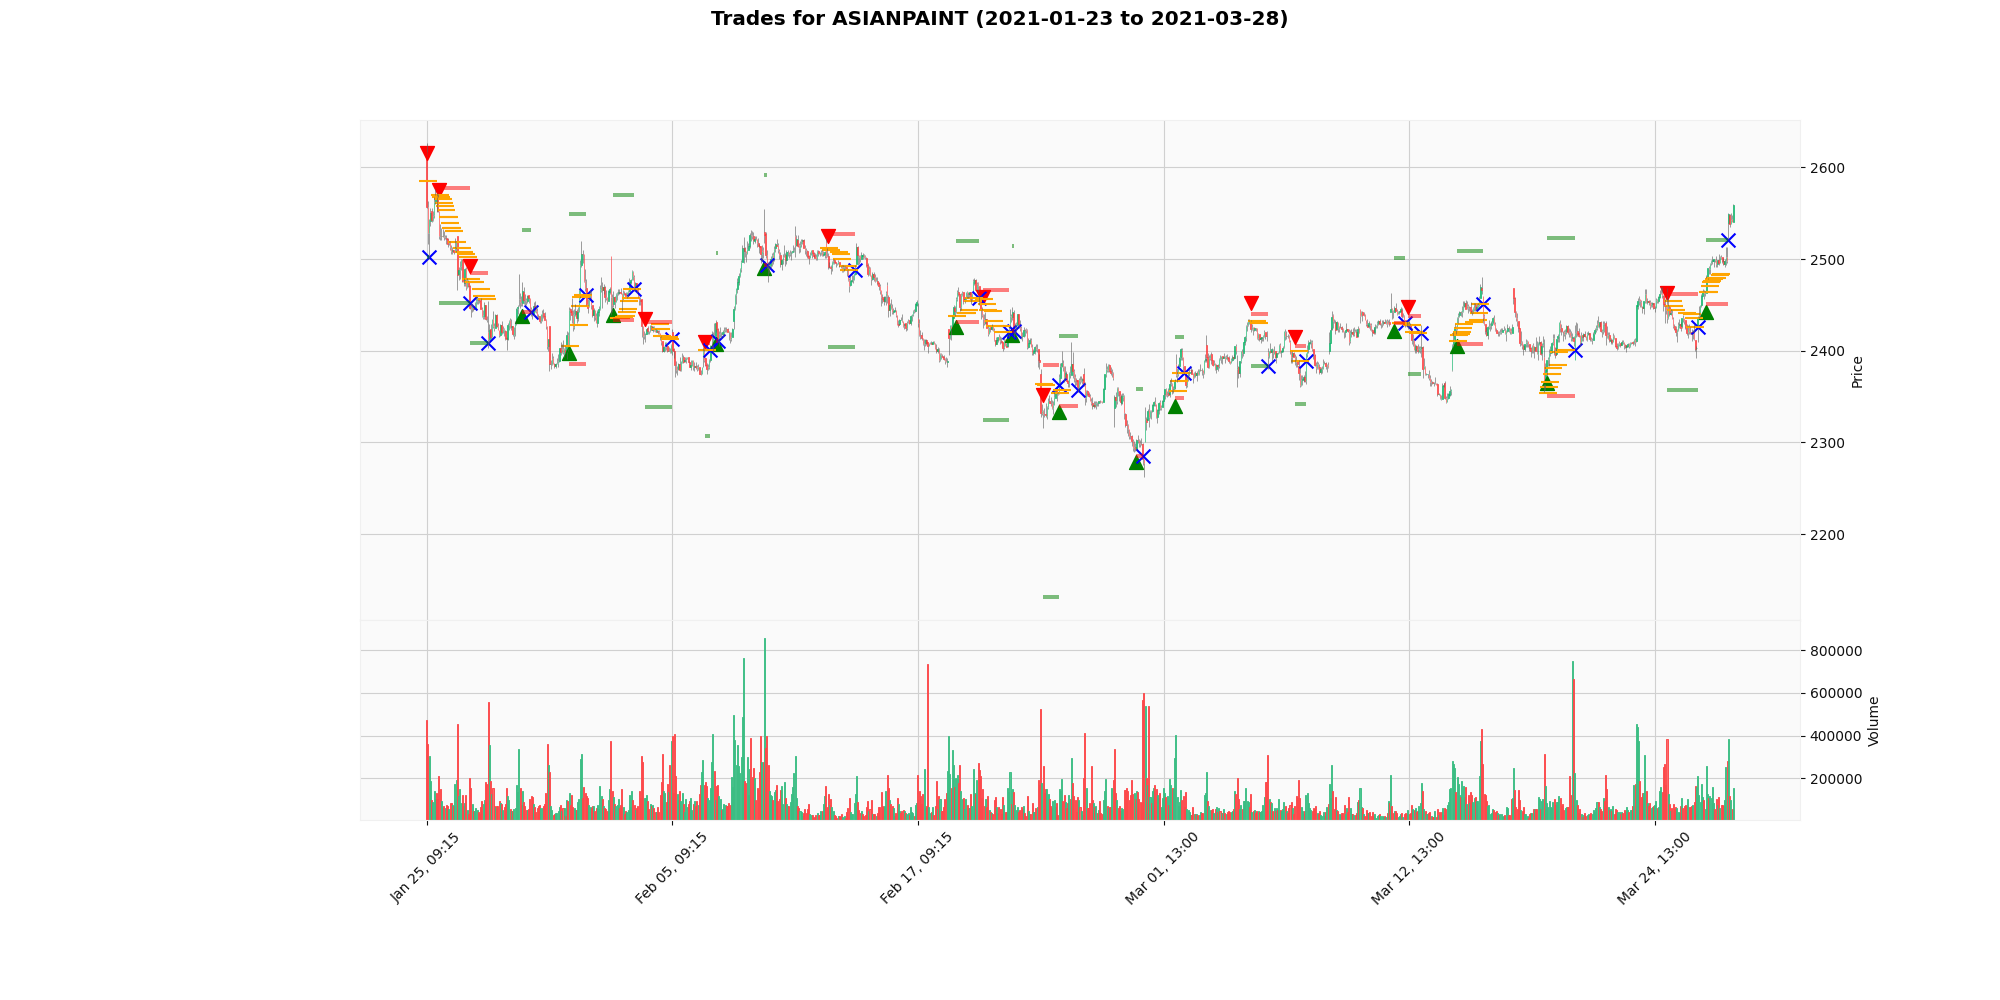 Trades for ASIANPAINT (2021-01-23 to 2021-03-28)
2600
2500
2400
2300
2200
Price
800000
600000
400000
200000
Volume
Jan 25, 09:15
Feb 05, 09:15
Feb 17, 09:15
Mar 01, 13:00
Mar 12, 13:00
Mar 24, 13:00